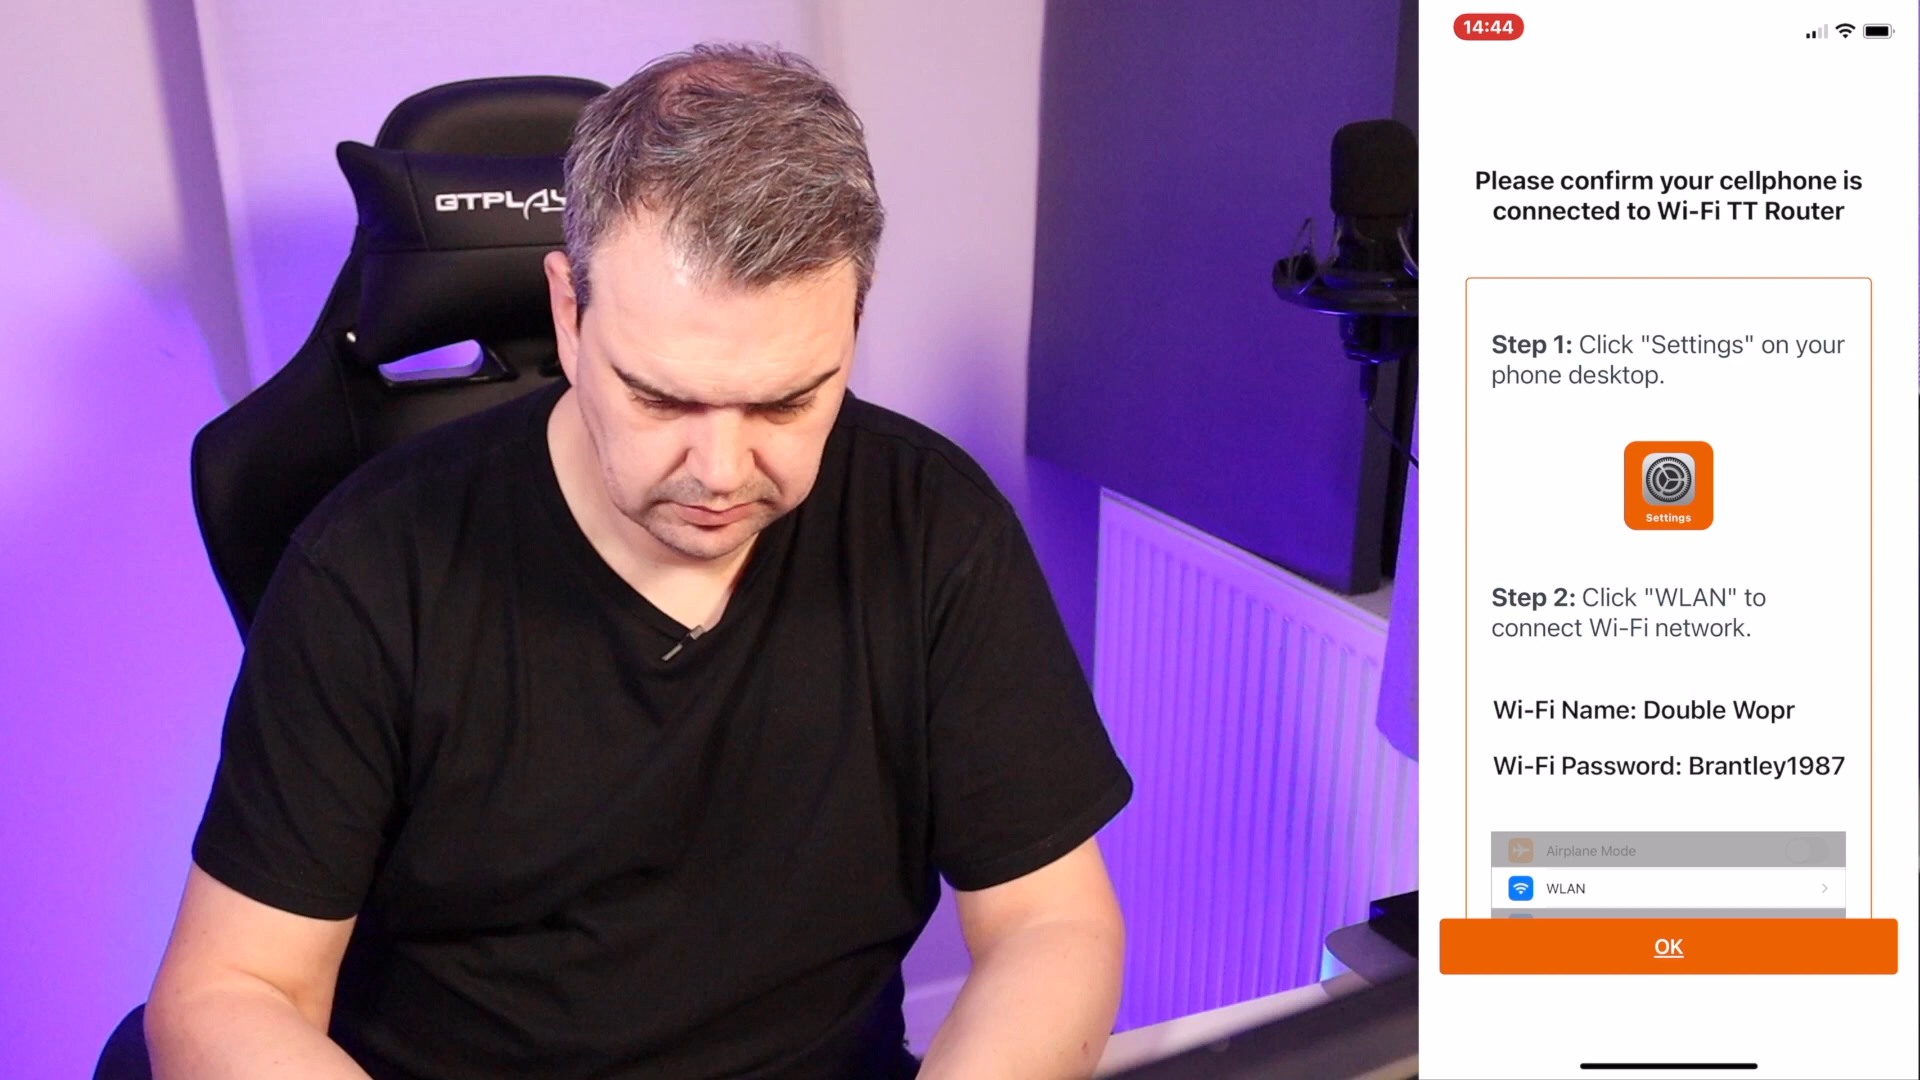 GTPLAY
14:44
Please confirm your cellphone is
connected to Wi-Fi TT Router
Step 1: Click "Settings" on your
phone desktop.
Settings
Step 2: Click "WLAN" to
connect Wi-Fi network.
Wi-Fi Name: Double Wopr
Wi-Fi Password: Brantley1987
Airplane Mode
WLAN
OK